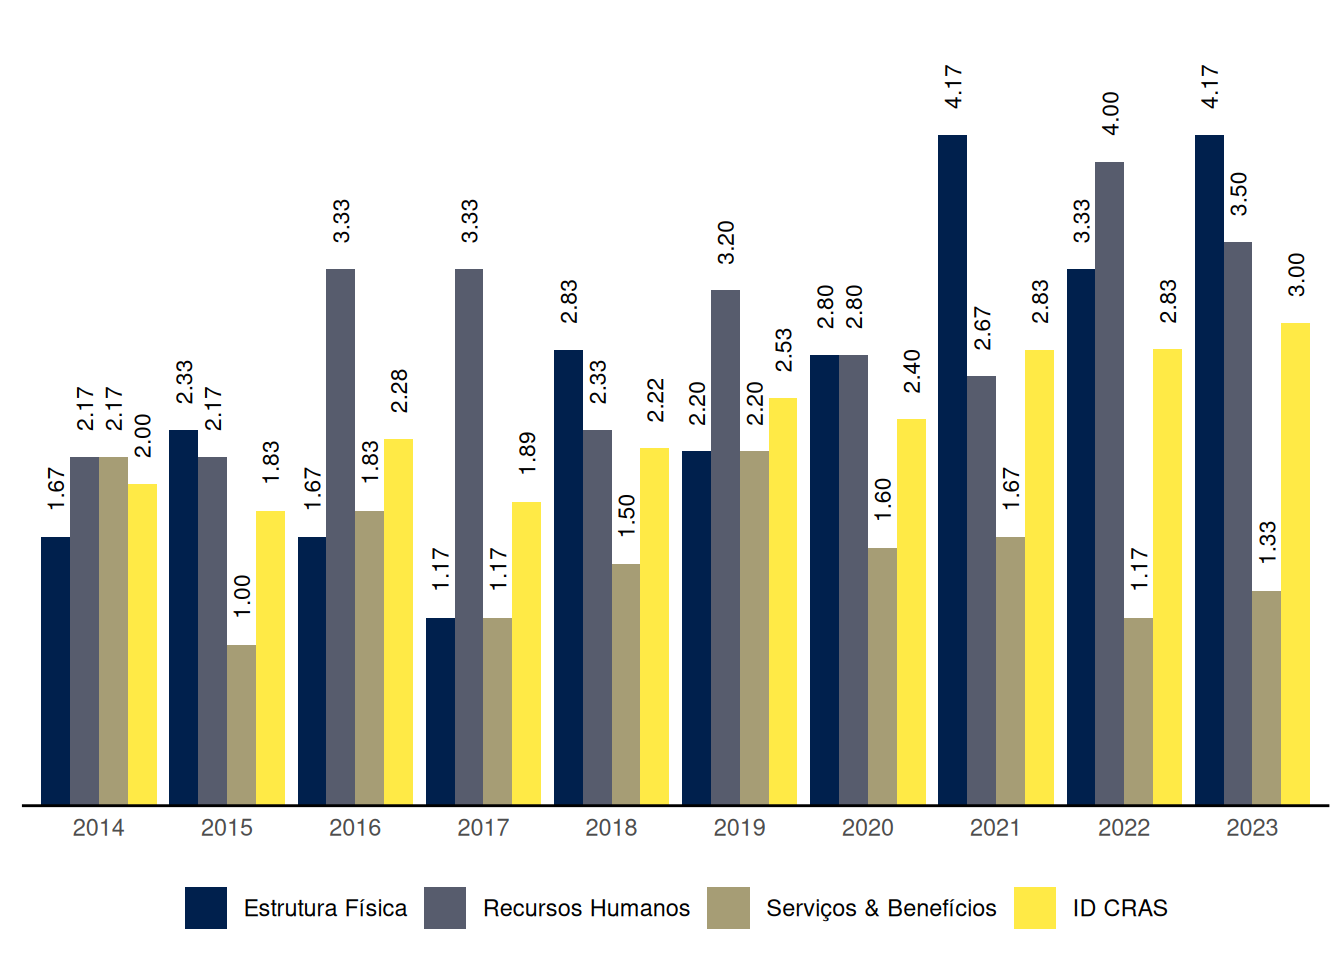 1.67 2.17 2.17 2.00
2.33 2.17 1.00 1.83
1.67 3.33 1.83 2.28
1.17 3.33 1.17 1.89
2.83 2.33 1.50 2.22
2.20 3.20 2.20 2.53
2.80 2.80 1.60 2.40
4.17 2.67 1.67 2.83
3.33 4.00 1.17 2.83
4.17 3.50 1.33 3.00
2014 2015 2016 2017 2018 2019 2020 2021 2022 2023
Estrutura Física Recursos Humanos Serviços & Benefícios ID CRAS